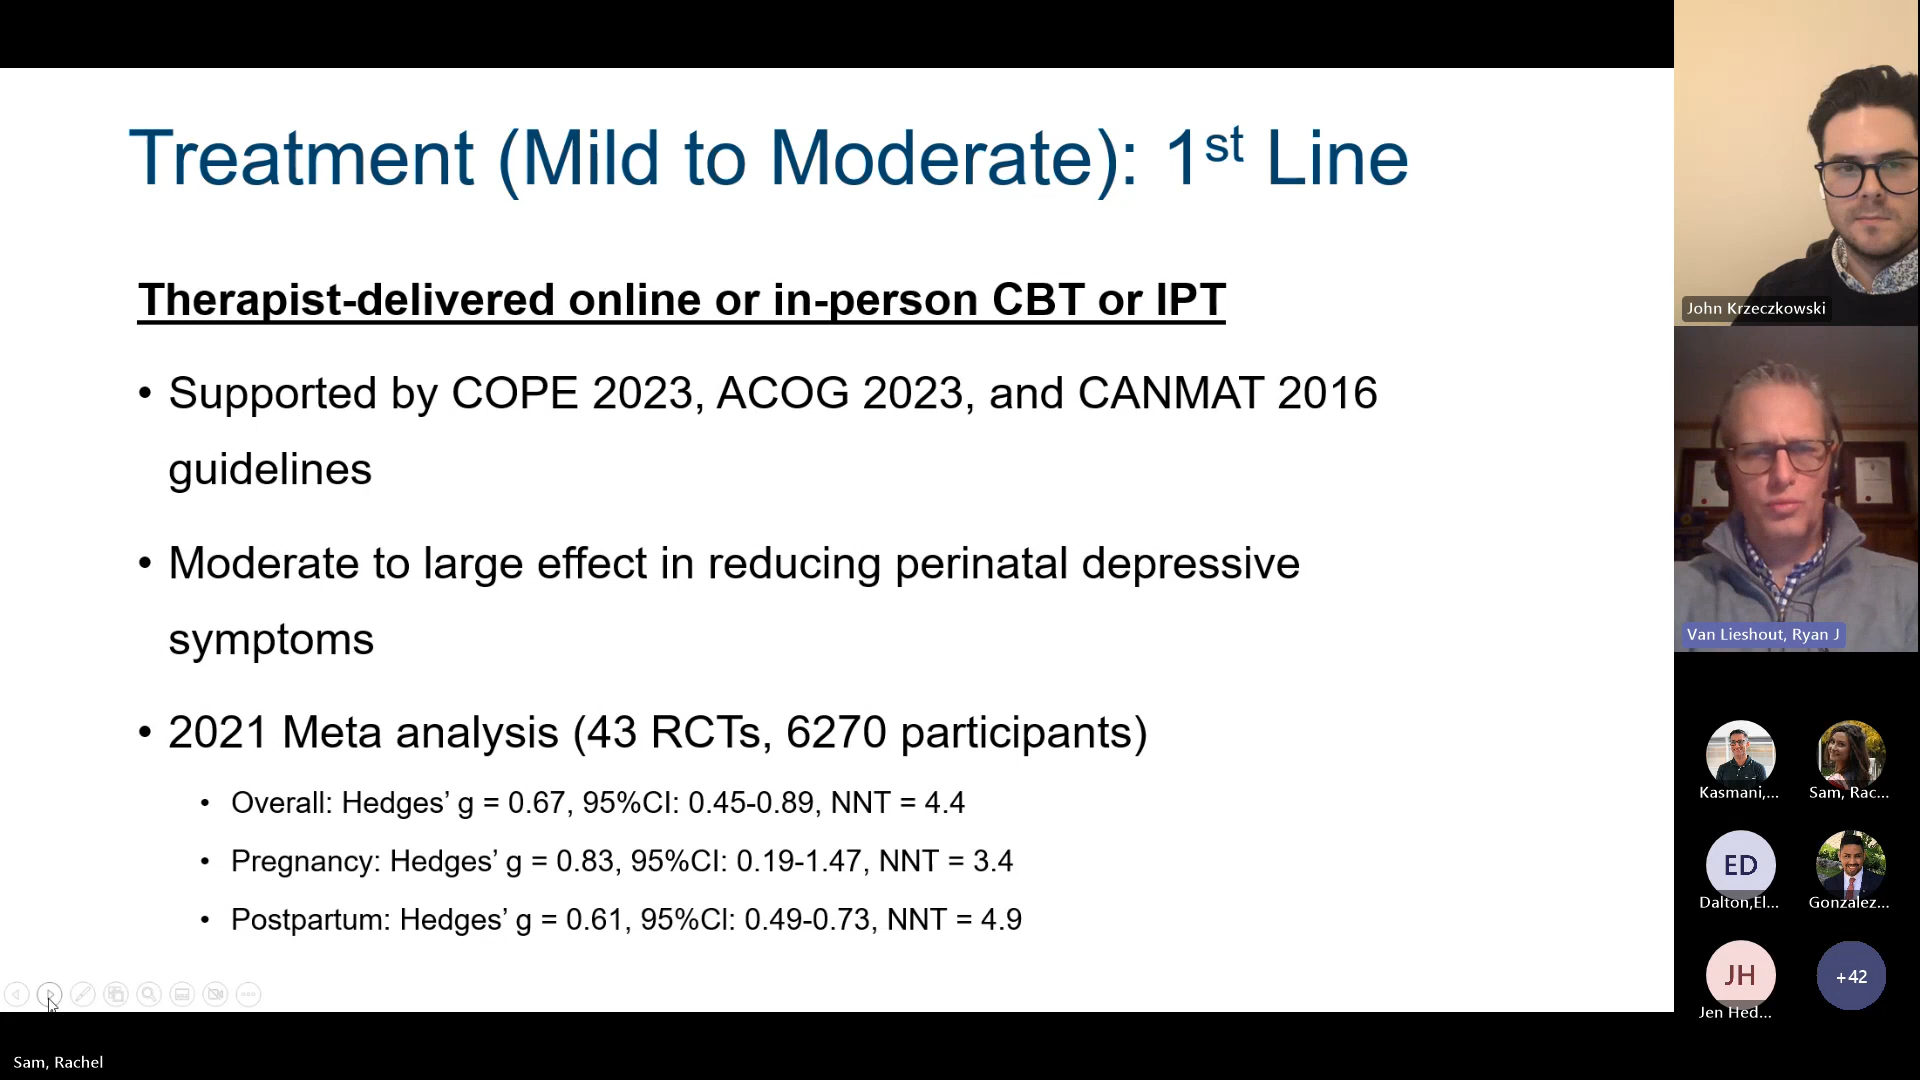 Treatment (Mild to Moderate): 1st Line
Therapist-delivered online or in-person CBT or IPT
• Supported by COPE 2023, ACOG 2023, and CANMAT 2016
guidelines
• Moderate to large effect in reducing perinatal depressive
symptoms
• 2021 Meta analysis (43 RCTs, 6270 participants)
• Overall: Hedges’ g = 0.67, 95%CI: 0.45-0.89, NNT = 4.4
• Pregnancy: Hedges’ g = 0.83, 95%CI: 0.19-1.47, NNT = 3.4
• Postpartum: Hedges’ g = 0.61, 95%CI: 0.49-0.73, NNT = 4.9
Sam, Rachel
John Krzeczkowski
Van Lieshout, Ryan J
Kasmani,...
Sam, Rac...
ED
Dalton,El...
Gonzalez...
JH
Jen Hed...
+42